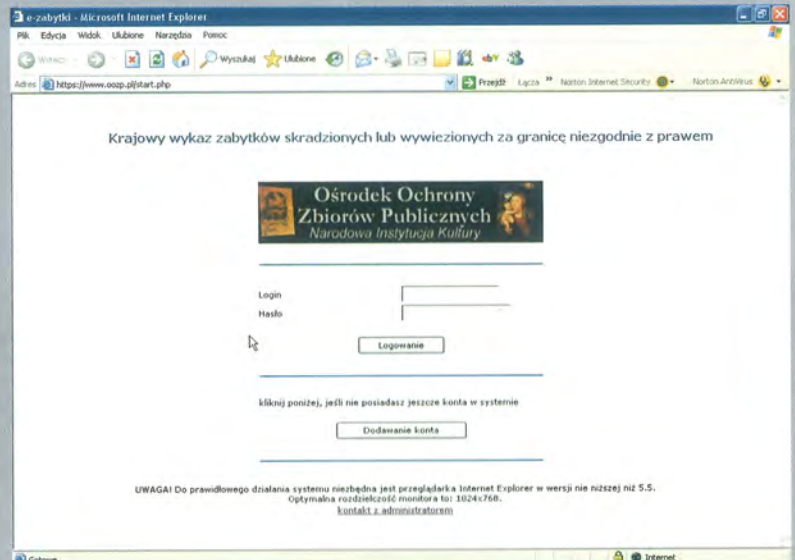 e-zabytki - Microsoft Internet Explorer
Plik Edycja Widok Ulubione Narzędzia Pomoc
Wstecz Wyszukaj Ulubione
Adres https://www.oozp.pl/start.php Przejdź Łącza » Norton Internet Security Norton AntiVirus
Krajowy wykaz zabytków skradzionych lub wywiezionych za granicę niezgodnie z prawem
Ośrodek Ochrony
Zbiorów Publicznych
Narodowa Instytucja Kultury
Login
Hasło
Logowanie
kliknij poniżej, jeśli nie posiadasz jeszcze konta w systemie
Dodawanie konta
UWAGA! Do prawidłowego działania systemu niezbędna jest przeglądarka Internet Explorer w wersji nie niższej niż 5.5.
Optymalna rozdzielczość monitora to: 1024x768.
kontakt z administratorem
Gotowe Internet